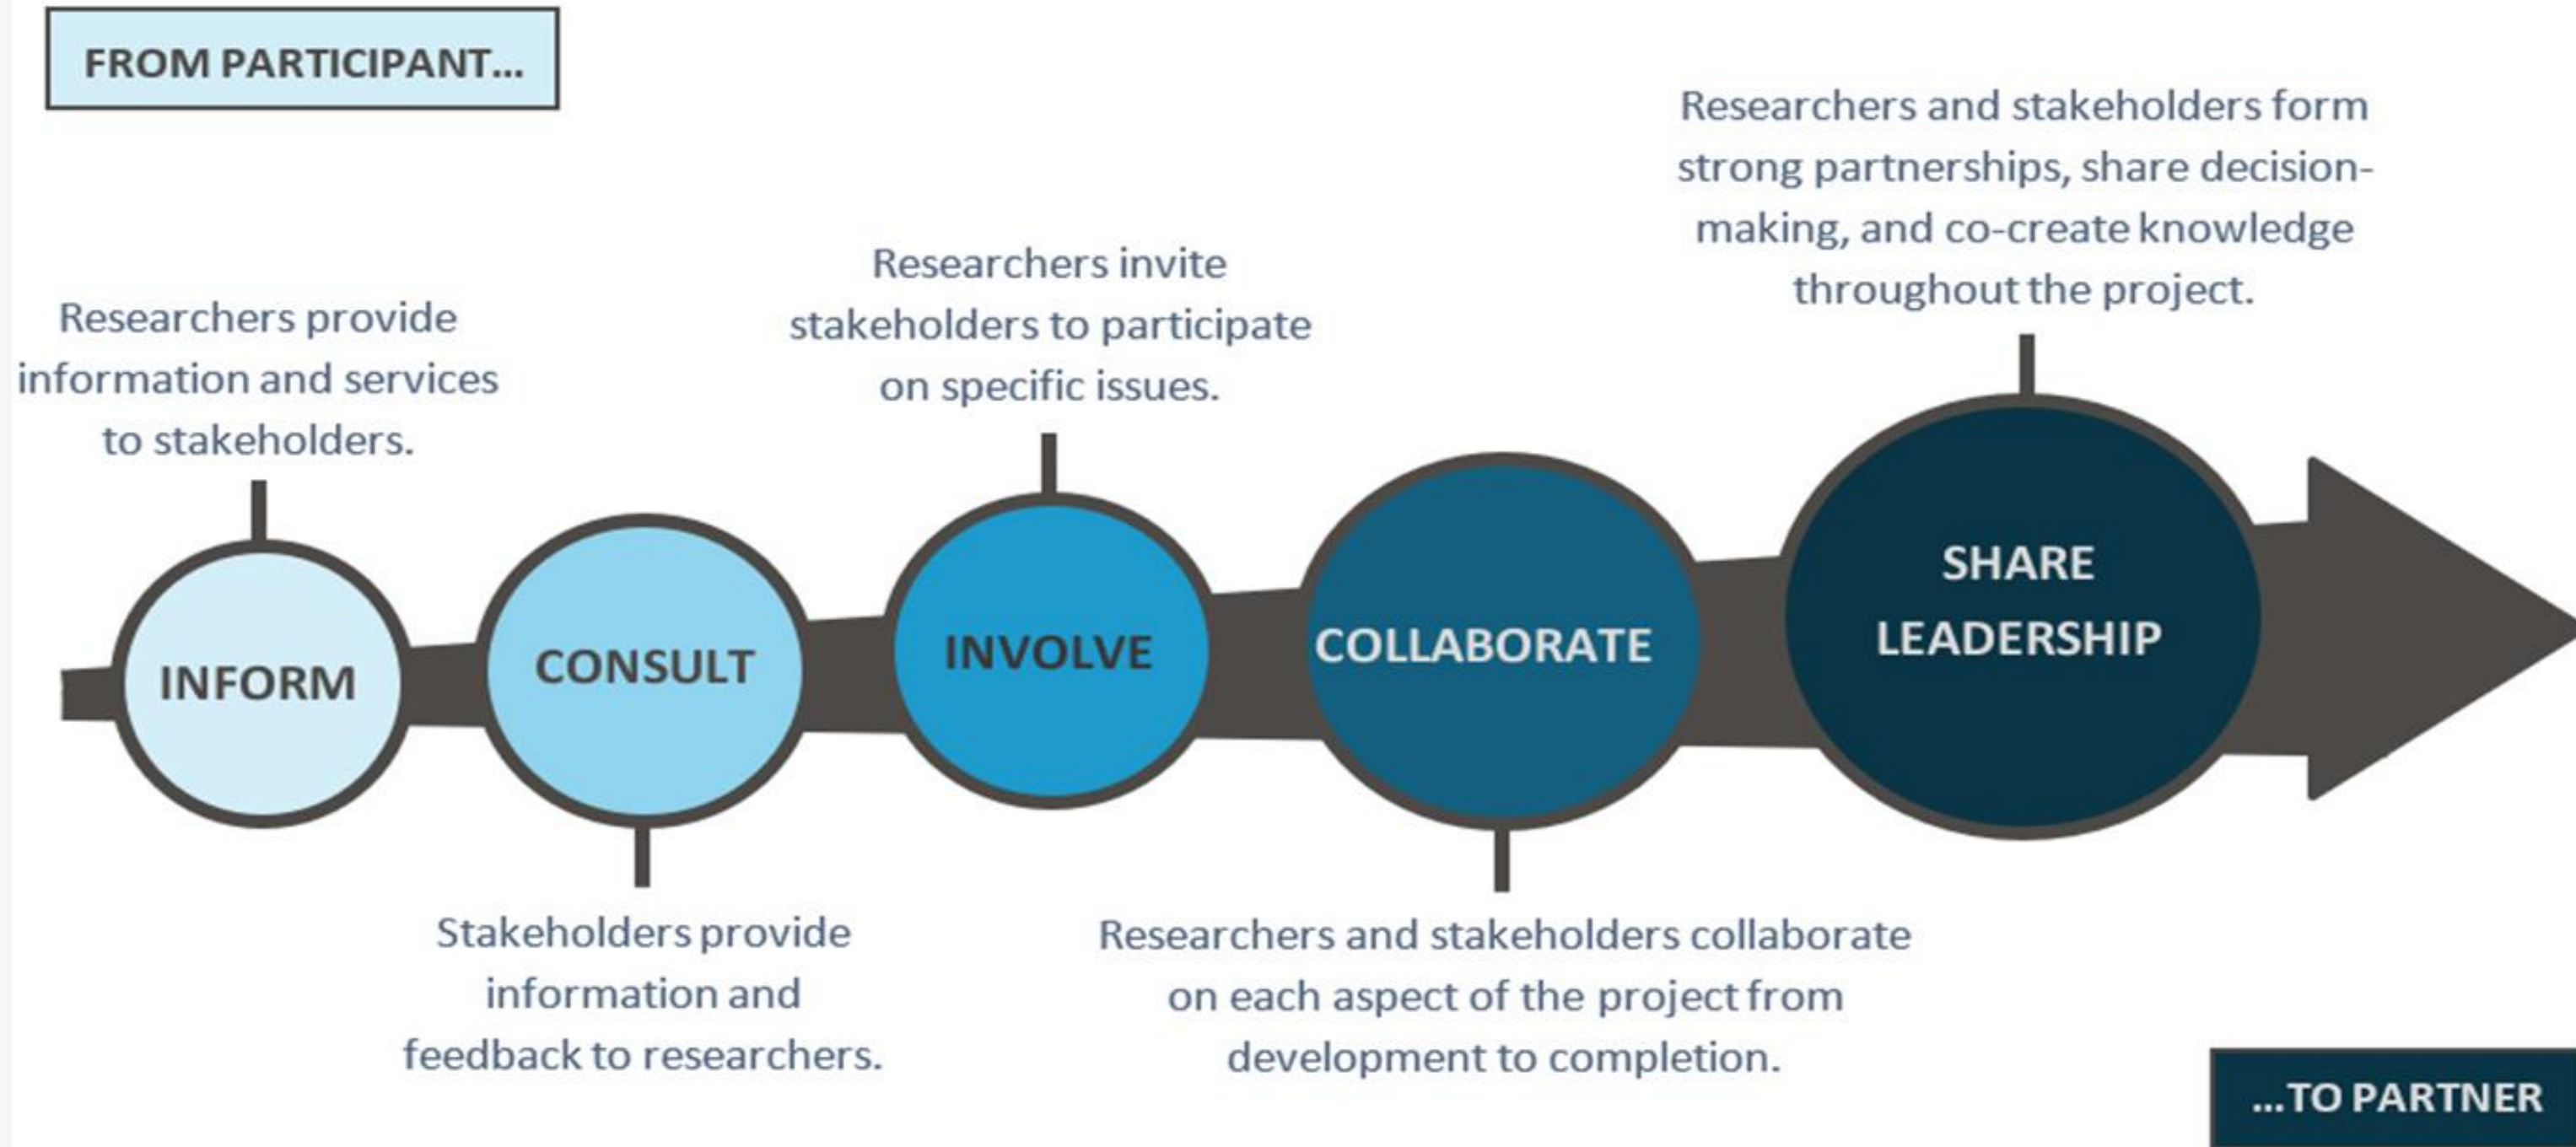 FROM PARTICIPANT...
Researchers provide
information and services
to stakeholders.
INFORM
CONSULT
Stakeholders provide
information and
feedback to researchers.
Researchers invite
stakeholders to participate
on specific issues.
INVOLVE
COLLABORATE
Researchers and stakeholders collaborate
on each aspect of the project from
development to completion.
Researchers and stakeholders form
strong partnerships, share decision-
making, and co-create knowledge
throughout the project.
SHARE
LEADERSHIP
...TO PARTNER